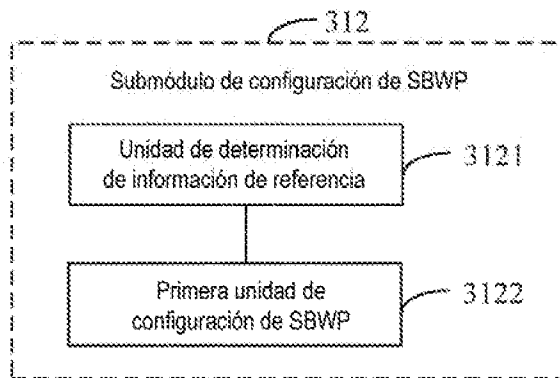 312
Submódulo de configuración de SBWP
Unidad de determinación
de información de referencia
3121
Primera unidad de
configuración de SBWP
3122